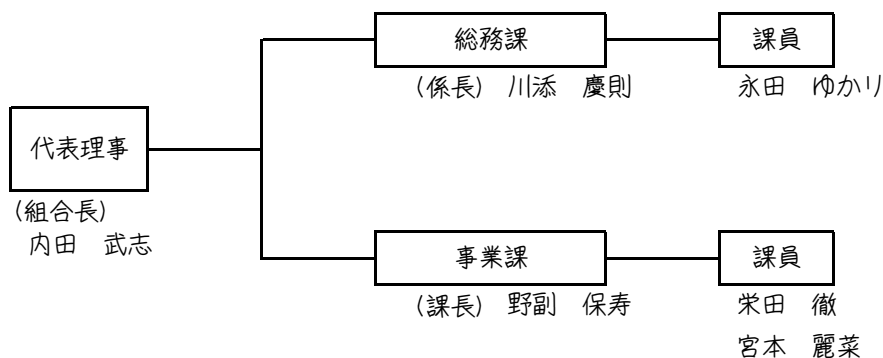 総務課
課員
(係長) 川添 慶則
永田 ゆかり
代表理事
(組合長)
内田 武志
事業課
課員
(課長) 野副 保寿
栄田 徹
宮本 麗菜